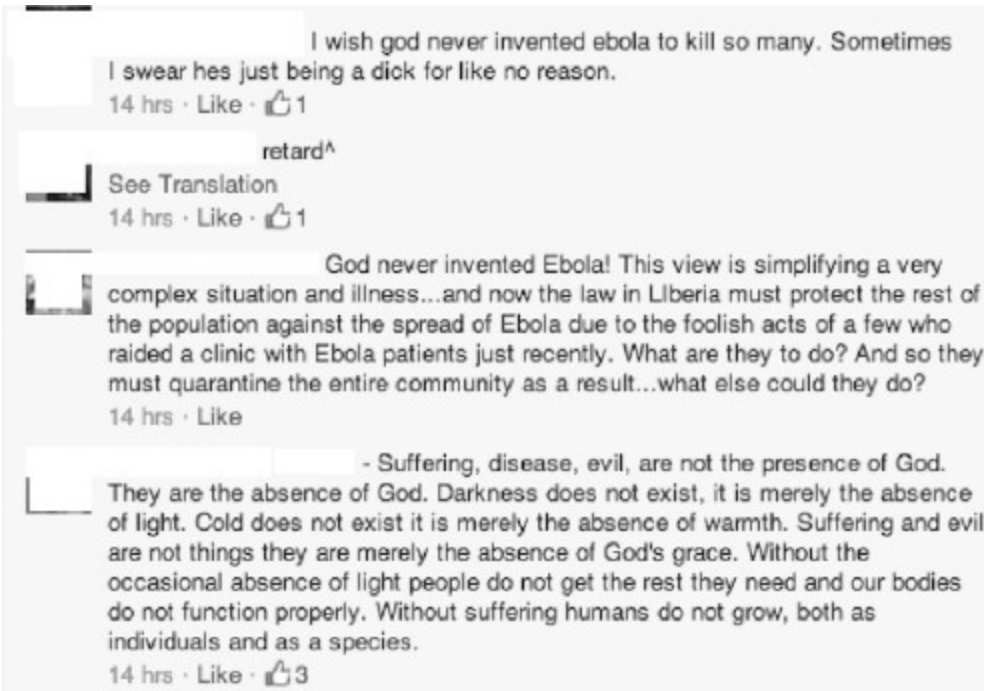 I wish god never invented ebola to kill so many. Sometimes
I swear hes just being a dick for like no reason.
14 hrs · Like · 1
retard^
See Translation
14 hrs · Like · 1
God never invented Ebola! This view is simplifying a very
complex situation and illness...and now the law in LIberia must protect the rest of
the population against the spread of Ebola due to the foolish acts of a few who
raided a clinic with Ebola patients just recently. What are they to do? And so they
must quarantine the entire community as a result...what else could they do?
14 hrs · Like
- Suffering, disease, evil, are not the presence of God.
They are the absence of God. Darkness does not exist, it is merely the absence
of light. Cold does not exist it is merely the absence of warmth. Suffering and evil
are not things they are merely the absence of God's grace. Without the
occasional absence of light people do not get the rest they need and our bodies
do not function properly. Without suffering humans do not grow, both as
individuals and as a species.
14 hrs · Like · 3